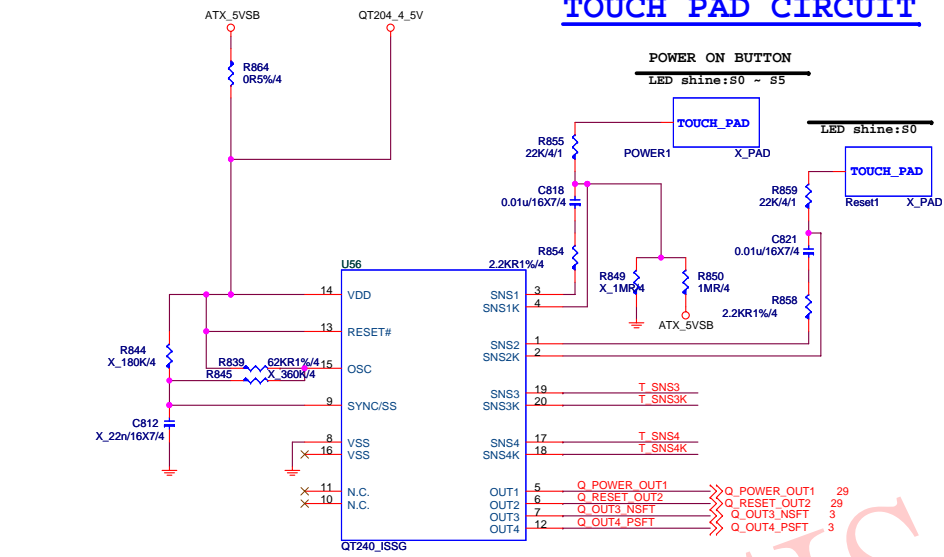 TOUCH PAD CIRCUIT
ATX_5VSB
QT204_4_5V
R864
0R5%/4
POWER ON BUTTON
LED shine:S0 ~ S5
TOUCH_PAD
POWER1
X_PAD
R855
22K/4/1
LED shine:S0
TOUCH_PAD
Reset1
X_PAD
R859
22K/4/1
C818
0.01u/16X7/4
C821
0.01u/16X7/4
R854
2.2KR1%/4
R849
X_1MR/4
R850
1MR/4
ATX_5VSB
R858
2.2KR1%/4
U56
14 VDD
13 RESET#
15 OSC
9 SYNC/SS
8 VSS
16 VSS
11 N.C.
10 N.C.
R844
X_180K/4
R839 62KR1%/4
R845 X_360K/4
C812
X_22n/16X7/4
SNS1 3
SNS1K 4
SNS2 1
SNS2K 2
SNS3 19 T_SNS3
SNS3K 20 T_SNS3K
SNS4 17 T_SNS4
SNS4K 18 T_SNS4K
OUT1 5 Q_POWER_OUT1 Q_POWER_OUT1 29
OUT2 6 Q_RESET_OUT2 Q_RESET_OUT2 29
OUT3 7 Q_OUT3_NSFT Q_OUT3_NSFT 3
OUT4 12 Q_OUT4_PSFT Q_OUT4_PSFT 3
QT240_ISSG